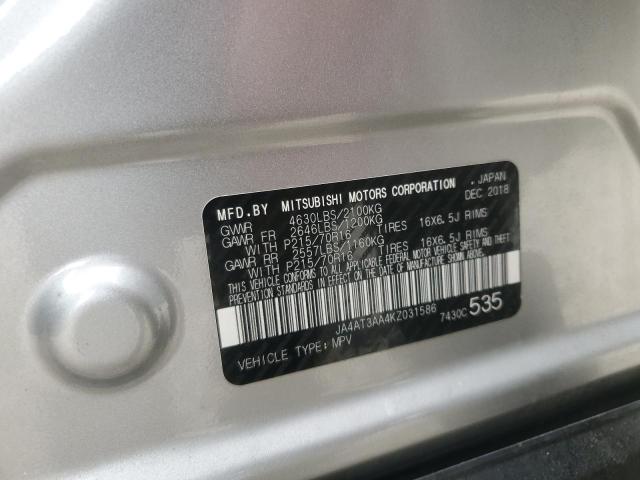 MFD.BY MITSUBISHI MOTORS CORPORATION , JAPAN
GVWR 4630LBS/2100KG DEC 2018
GAWR FR 2646LBS/1200KG
WITH P215/70R16 TIRES 16X6.5J RIMS
GAWR RR 2557LBS/1160KG
WITH P215/70R16 TIRES 16X6.5J RIMS
THIS VEHICLE CONFORMS TO ALL APPLICABLE FEDERAL MOTOR VEHICLE SAFETY, BUMPER AND THEFT
PREVENTION STANDARDS IN EFFECT ON THE DATE OF MANUFACTURE SHOWN ABOVE.
JA4AT3AA4KZ031586
VEHICLE TYPE: MPV 7430C 535